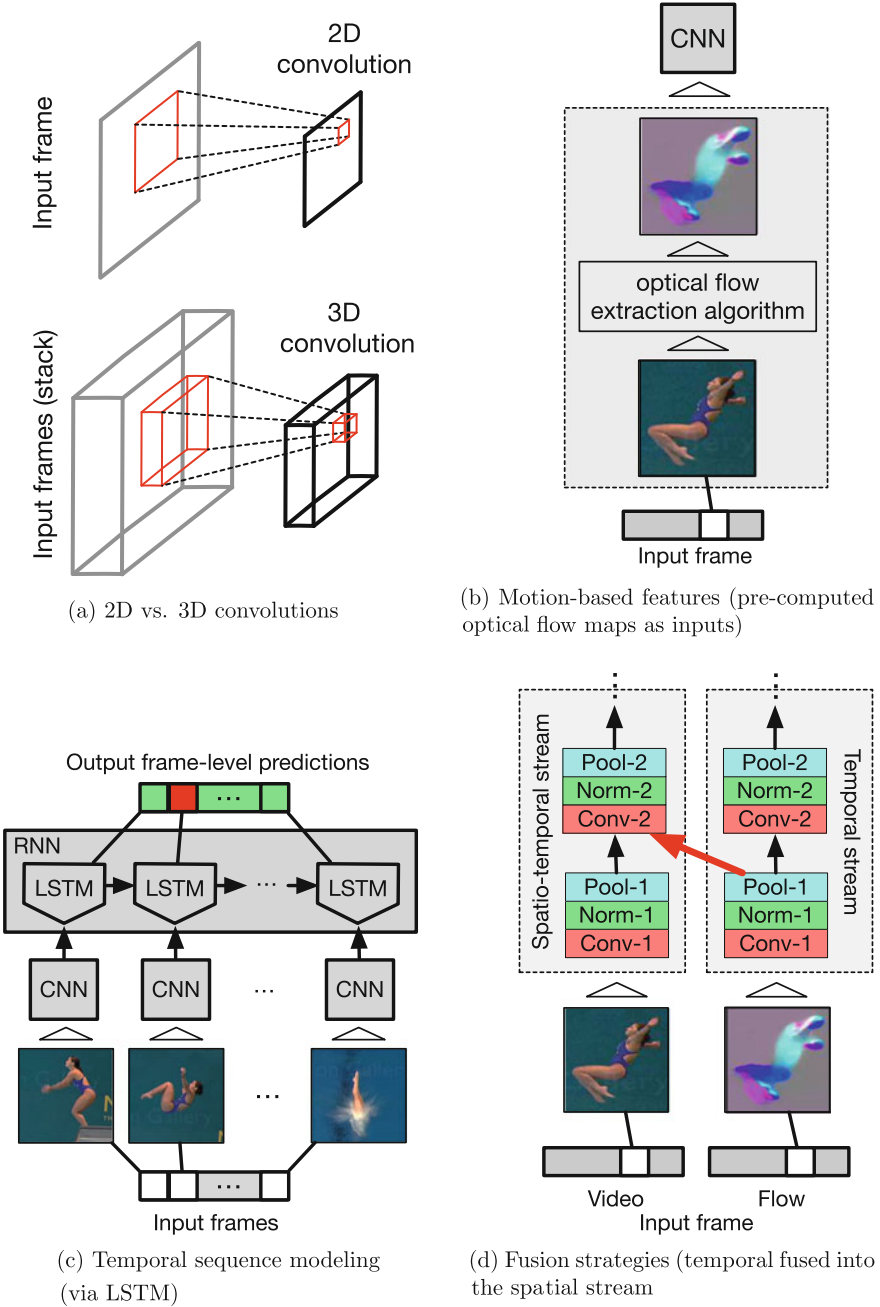 2D
convolution
Input frame
3D
convolution
Input frames (stack)
(a) 2D vs. 3D convolutions
CNN
optical flow
extraction algorithm
Input frame
(b) Motion-based features (pre-computed
optical flow maps as inputs)
Output frame-level predictions
...
RNN
LSTM LSTM ... LSTM
CNN CNN ... CNN
...
...
Input frames
(c) Temporal sequence modeling
(via LSTM)
Spatio-temporal stream
Pool-2
Norm-2
Conv-2
Pool-1
Norm-1
Conv-1
Temporal stream
Pool-2
Norm-2
Conv-2
Pool-1
Norm-1
Conv-1
Video Flow
Input frame
(d) Fusion strategies (temporal fused into
the spatial stream